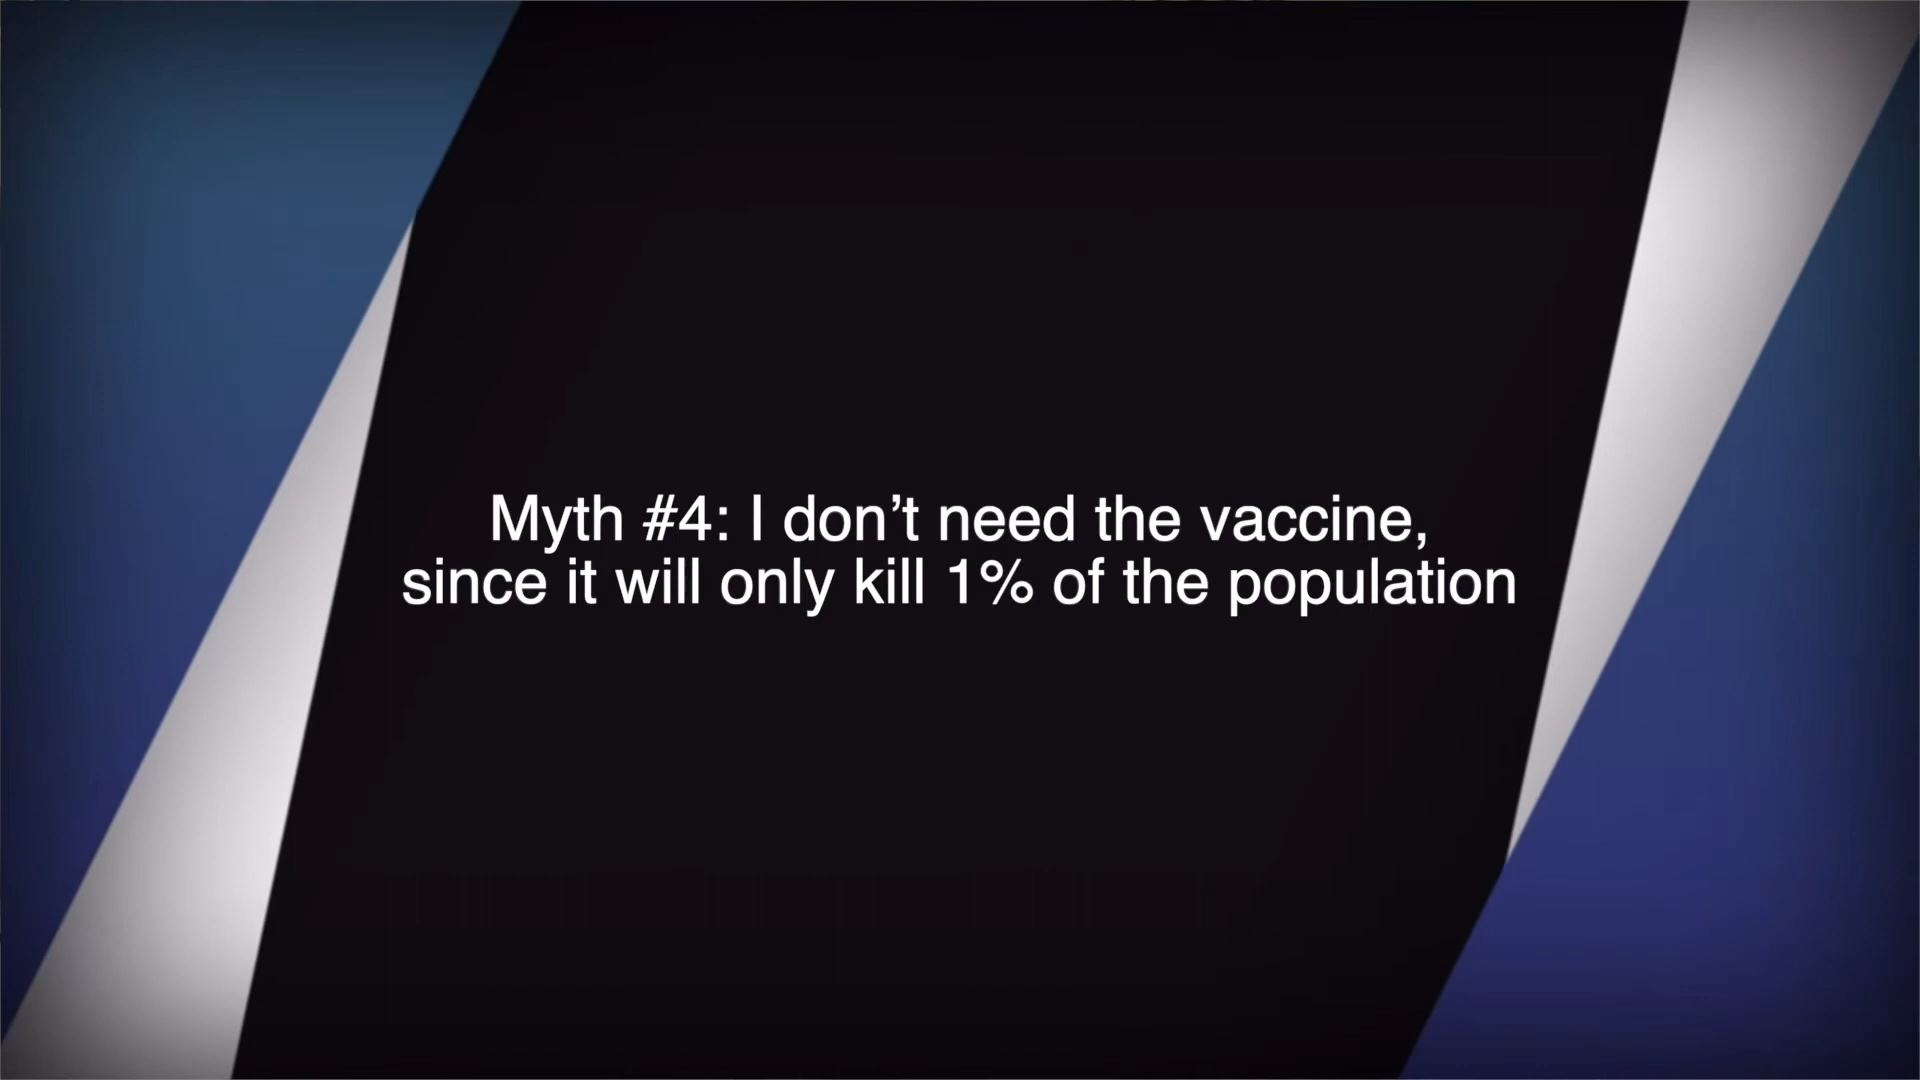 Myth #4: I don’t need the vaccine,
since it will only kill 1% of the population